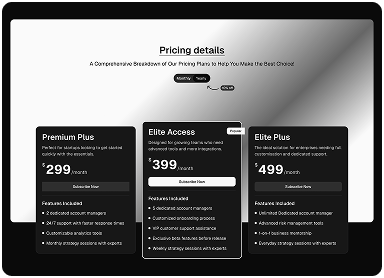 Pricing details
A Comprehensive Breakdown of Our Pricing Plans to Help You Make the Best Choice!
Monthly Yearly
Premium Plus
Perfect for startups looking to get started
quickly with the essentials.
$299/month
Subscribe Now
Features Included
2 dedicated account managers
24/7 support with faster response times
Customizable analytics tools
Monthly strategy sessions with experts
Elite Access
Popular
Designed for growing teams who need
advanced tools and more integrations.
$399/month
Subscribe Now
Features Included
5 dedicated account managers
Customized onboarding process
VIP customer support assistance
Exclusive beta features before release
Weekly strategy sessions with experts
Elite Plus
The ideal solution for enterprises needing full
customization and dedicated support.
$499/month
Subscribe Now
Features Included
Unlimited Dedicated account manager
Advanced risk management tools
1-on-1 business mentorship
Everyday strategy sessions with experts